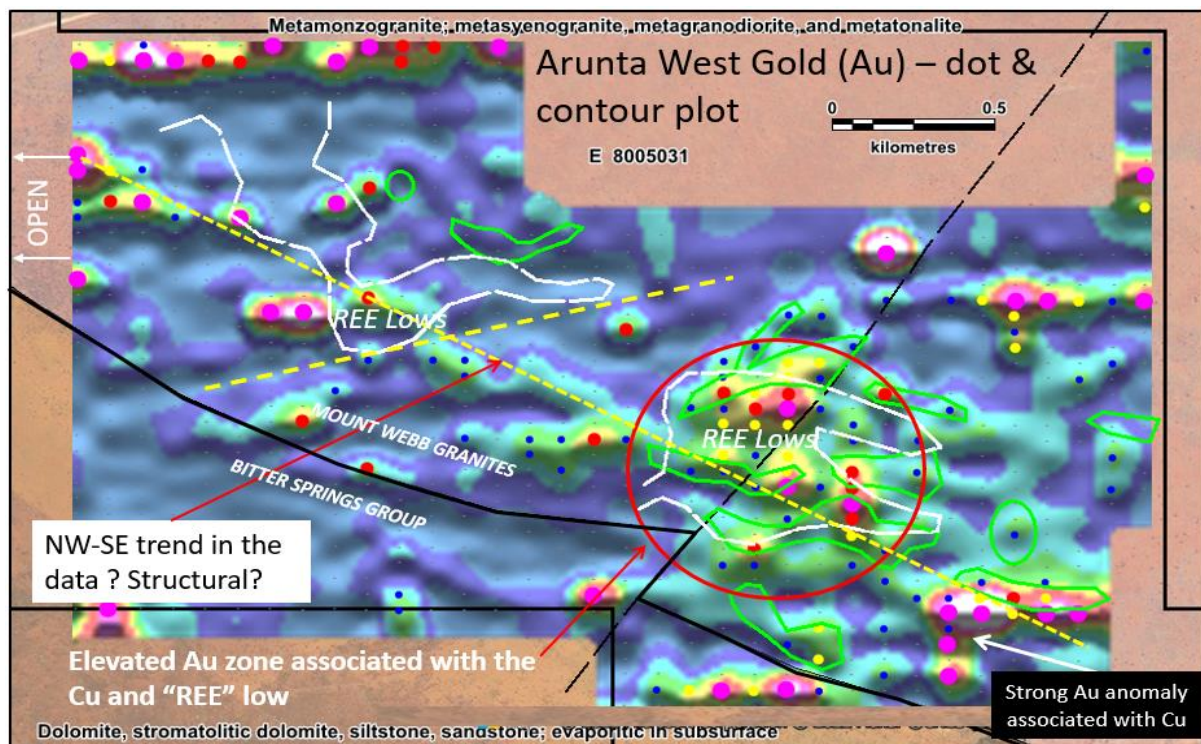 Metamonzogranite; metasyenogranite, metagranodiorite, and metatonalite
Arunta West Gold (Au) – dot &
contour plot
0 0.5
kilometres
E 8005031
OPEN
REE Lows
REE Lows
MOUNT WEBB GRANITES
BITTER SPRINGS GROUP
NW-SE trend in the
data ? Structural?
Elevated Au zone associated with the
Cu and “REE” low
Strong Au anomaly
associated with Cu
Dolomite, stromatolitic dolomite, siltstone, sandstone; evaporitic in subsurface